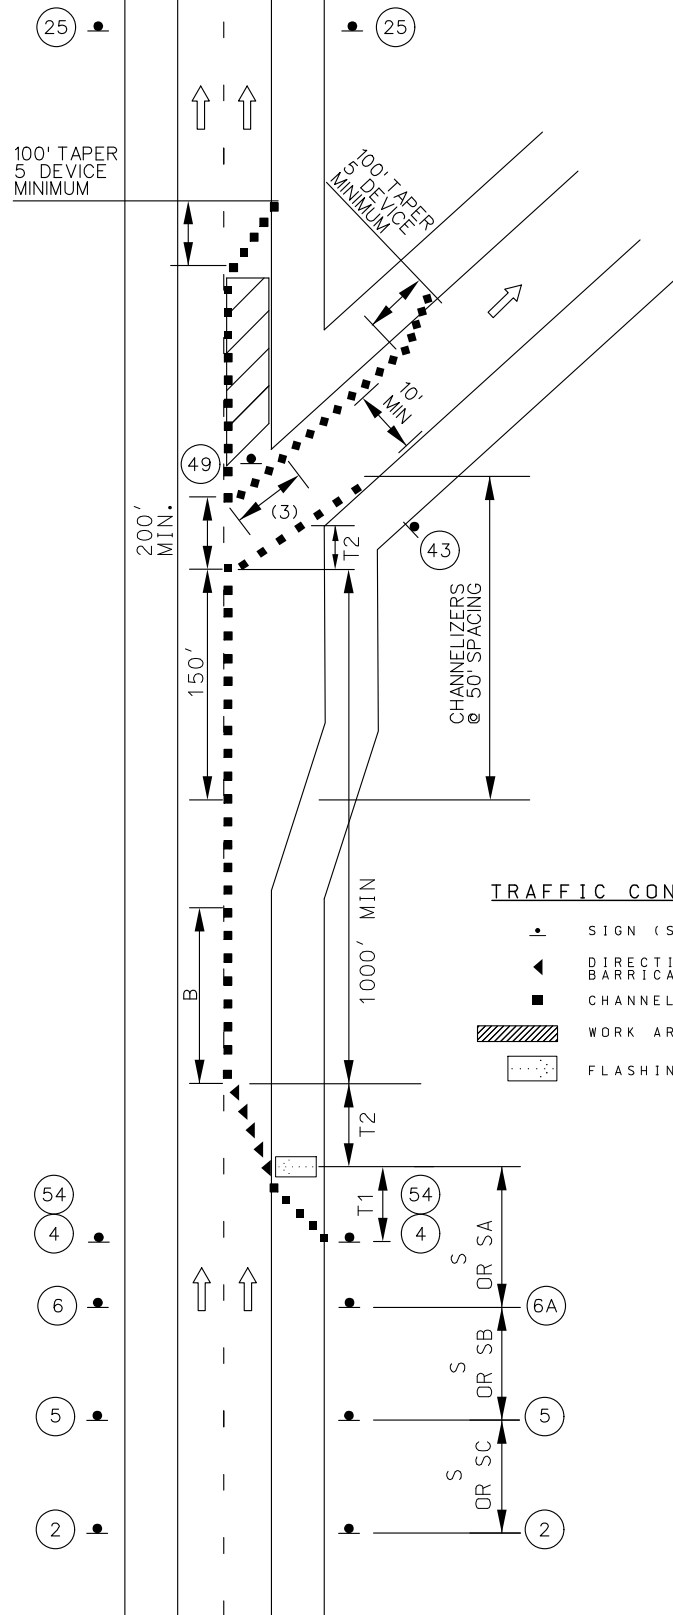 25
25
100' TAPER
5 DEVICE
MINIMUM
100' TAPER
5 DEVICE
MINIMUM
10'
MIN
49
(3)
200'
MIN.
T2
43
150'
CHANNELIZERS
@ 50' SPACING
1000' MIN
B
TRAFFIC CON
SIGN (S
DIRECTI
BARRICA
CHANNEL
WORK AR
FLASHIN
T2
54
4
T1
54
4
S
OR SA
6
6A
S
OR SB
5
5
S
OR SC
2
2